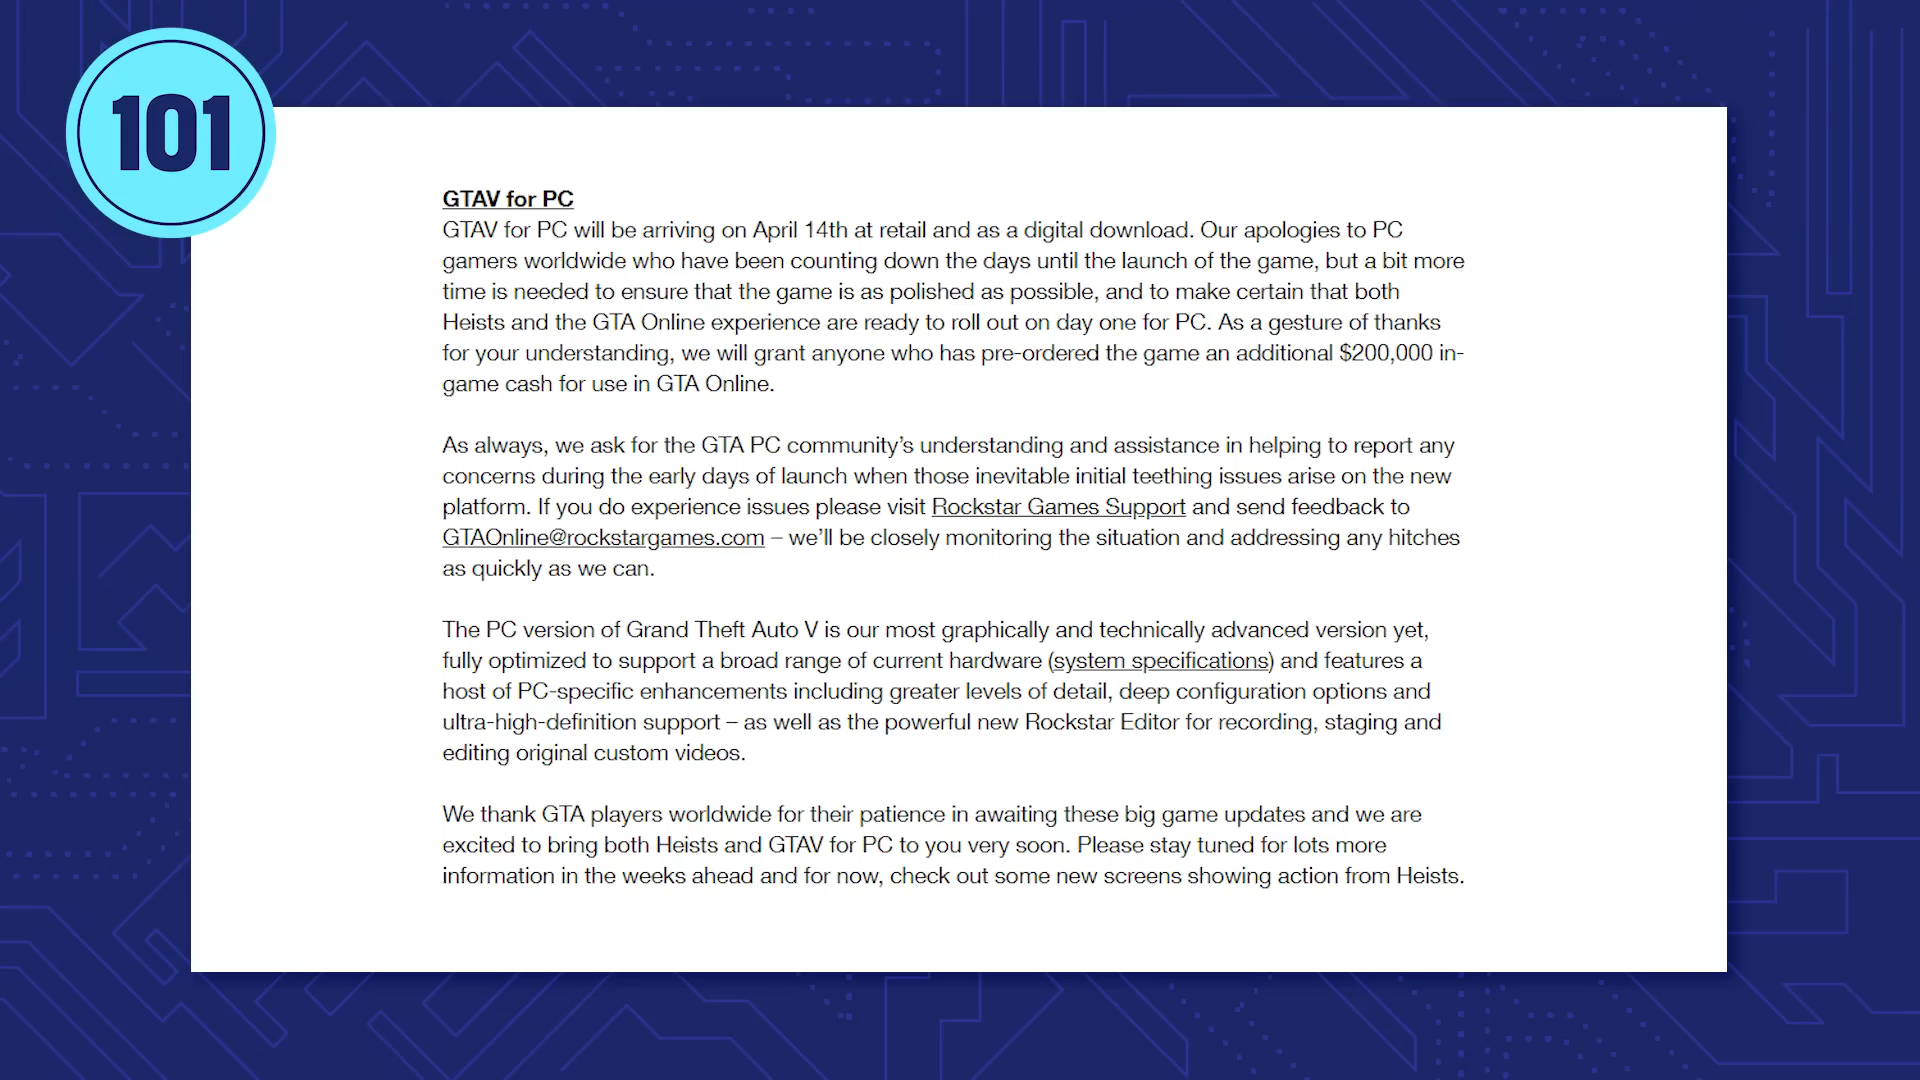 101
GTAV for PC
GTAV for PC will be arriving on April 14th at retail and as a digital download. Our apologies to PC
gamers worldwide who have been counting down the days until the launch of the game, but a bit more
time is needed to ensure that the game is as polished as possible, and to make certain that both
Heists and the GTA Online experience are ready to roll out on day one for PC. As a gesture of thanks
for your understanding, we will grant anyone who has pre-ordered the game an additional $200,000 in-
game cash for use in GTA Online.
As always, we ask for the GTA PC community’s understanding and assistance in helping to report any
concerns during the early days of launch when those inevitable initial teething issues arise on the new
platform. If you do experience issues please visit Rockstar Games Support and send feedback to
GTAOnline@rockstargames.com – we’ll be closely monitoring the situation and addressing any hitches
as quickly as we can.
The PC version of Grand Theft Auto V is our most graphically and technically advanced version yet,
fully optimized to support a broad range of current hardware (system specifications) and features a
host of PC-specific enhancements including greater levels of detail, deep configuration options and
ultra-high-definition support – as well as the powerful new Rockstar Editor for recording, staging and
editing original custom videos.
We thank GTA players worldwide for their patience in awaiting these big game updates and we are
excited to bring both Heists and GTAV for PC to you very soon. Please stay tuned for lots more
information in the weeks ahead and for now, check out some new screens showing action from Heists.